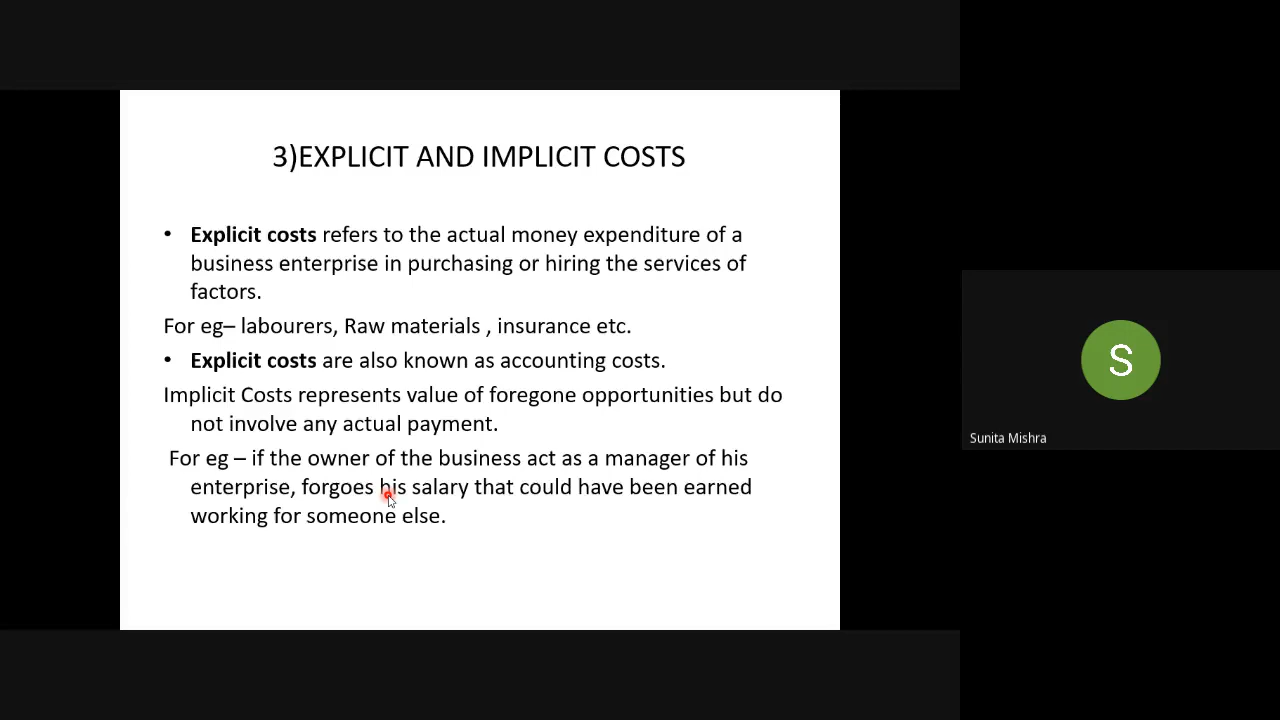 3)EXPLICIT AND IMPLICIT COSTS
• Explicit costs refers to the actual money expenditure of a
business enterprise in purchasing or hiring the services of
factors.
For eg– labourers, Raw materials , insurance etc.
• Explicit costs are also known as accounting costs.
Implicit Costs represents value of foregone opportunities but do
not involve any actual payment.
For eg – if the owner of the business act as a manager of his
enterprise, forgoes his salary that could have been earned
working for someone else.
S
Sunita Mishra